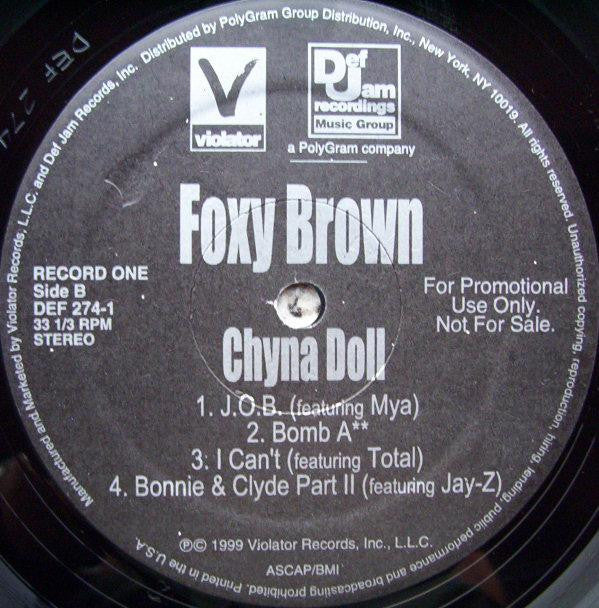 Manufactured and Marketed by Violator Records, L.L.C. and Def Jam Records, Inc. Distributed by PolyGram Group Distribution, Inc., New York, NY 10019. All rights reserved. Unauthorized copying, reproduction, hiring, lending, public performance and broadcasting prohibited. Printed in the U.S.A.
DEF 274
V
violator
Def
Jam
recordings
Music Group
a PolyGram company
Foxy Brown
RECORD ONE
Side B
DEF 274-1
33 1/3 RPM
STEREO
For Promotional
Use Only.
Not For Sale.
Chyna Doll
1. J.O.B. (featuring Mya)
2. Bomb A**
3. I Can't (featuring Total)
4. Bonnie & Clyde Part II (featuring Jay-Z)
℗© 1999 Violator Records, Inc., L.L.C.
ASCAP/BMI